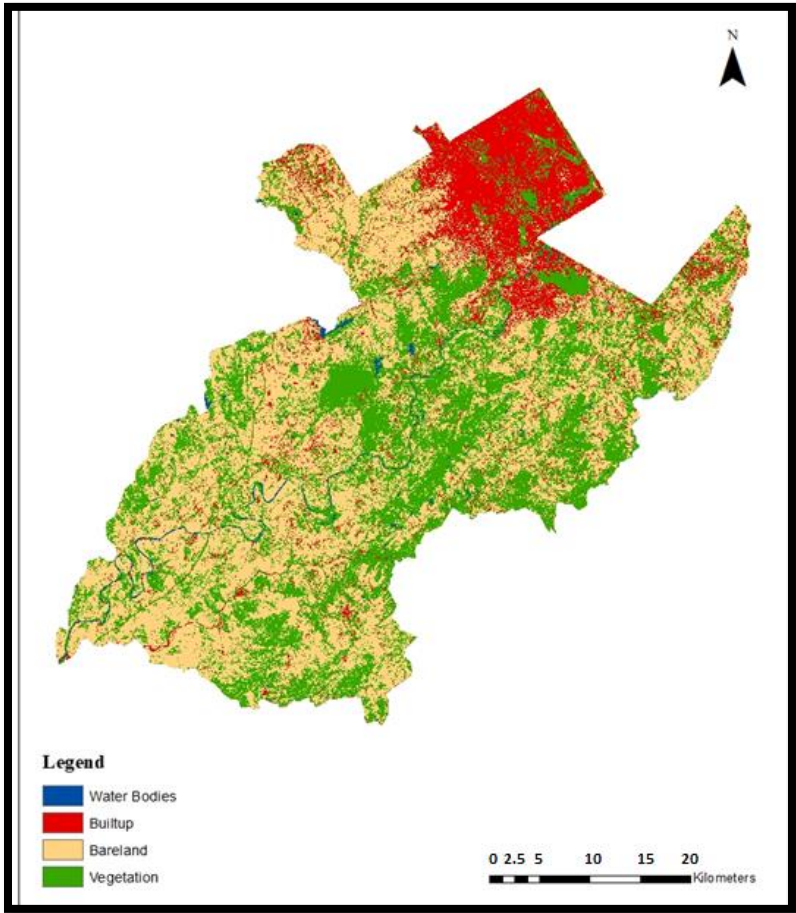 N
Legend
Water Bodies
Builtup
Bareland
Vegetation
0 2.5 5 10 15 20
Kilometers